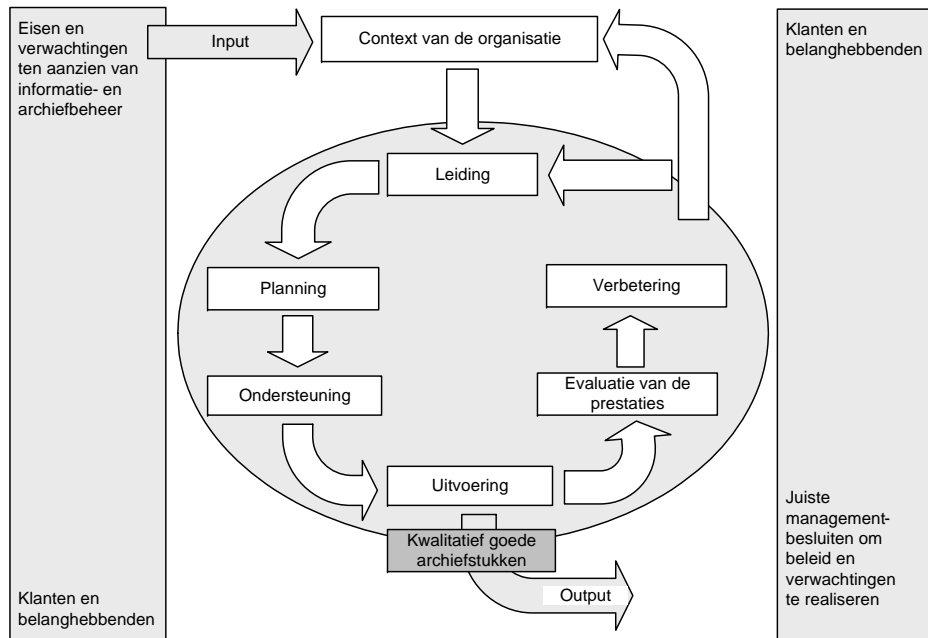 Eisen en
verwachtingen
ten aanzien van
informatie- en
archiefbeheer
Input
Context van de organisatie
Klanten en
belanghebbenden
Leiding
Planning
Verbetering
Ondersteuning
Evaluatie van de
prestaties
Uitvoering
Kwalitatief goede
archiefstukken
Output
Klanten en
belanghebbenden
Juiste
management-
besluiten om
beleid en
verwachtingen
te realiseren